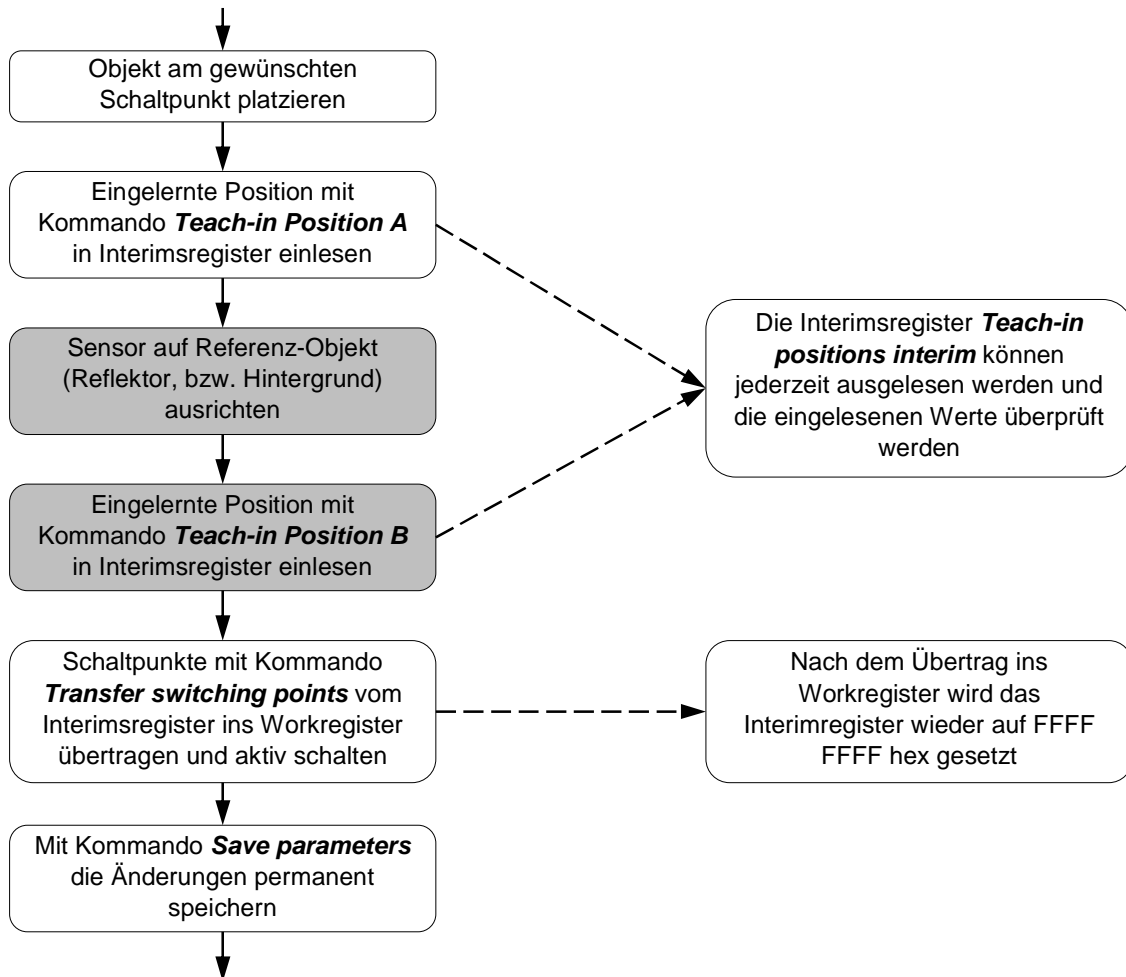 Objekt am gewünschten
Schaltpunkt platzieren
Eingelernte Position mit
Kommando Teach-in Position A
in Interimsregister einlesen
Sensor auf Referenz-Objekt
(Reflektor, bzw. Hintergrund)
ausrichten
Die Interimsregister Teach-in
positions interim können
jederzeit ausgelesen werden und
die eingelesenen Werte überprüft
werden
Eingelernte Position mit
Kommando Teach-in Position B
in Interimsregister einlesen
Schaltpunkte mit Kommando
Transfer switching points vom
Interimsregister ins Workregister
übertragen und aktiv schalten
Nach dem Übertrag ins
Workregister wird das
Interimregister wieder auf FFFF
FFFF hex gesetzt
Mit Kommando Save parameters
die Änderungen permanent
speichern